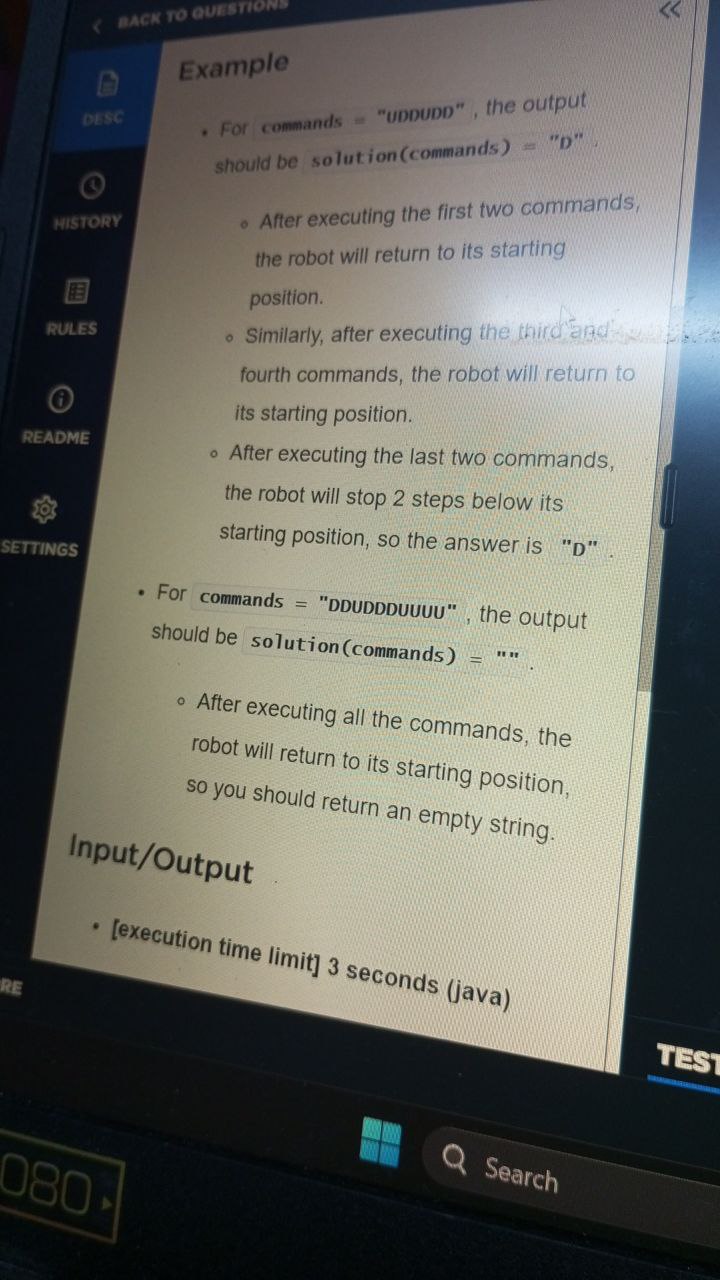 BACK TO QUESTIONS
DESC
HISTORY
RULES
README
SETTINGS
Example
• For commands = "UDDUDD" , the output
should be solution(commands) = "D" .
After executing the first two commands,
the robot will return to its starting
position.
Similarly, after executing the third and
fourth commands, the robot will return to
its starting position.
After executing the last two commands,
the robot will stop 2 steps below its
starting position, so the answer is "D" .
• For commands = "DDUDDDUUUU" , the output
should be solution(commands) = "" .
After executing all the commands, the
robot will return to its starting position,
so you should return an empty string.
Input/Output
• [execution time limit] 3 seconds (java)
RE
TEST
Search
080